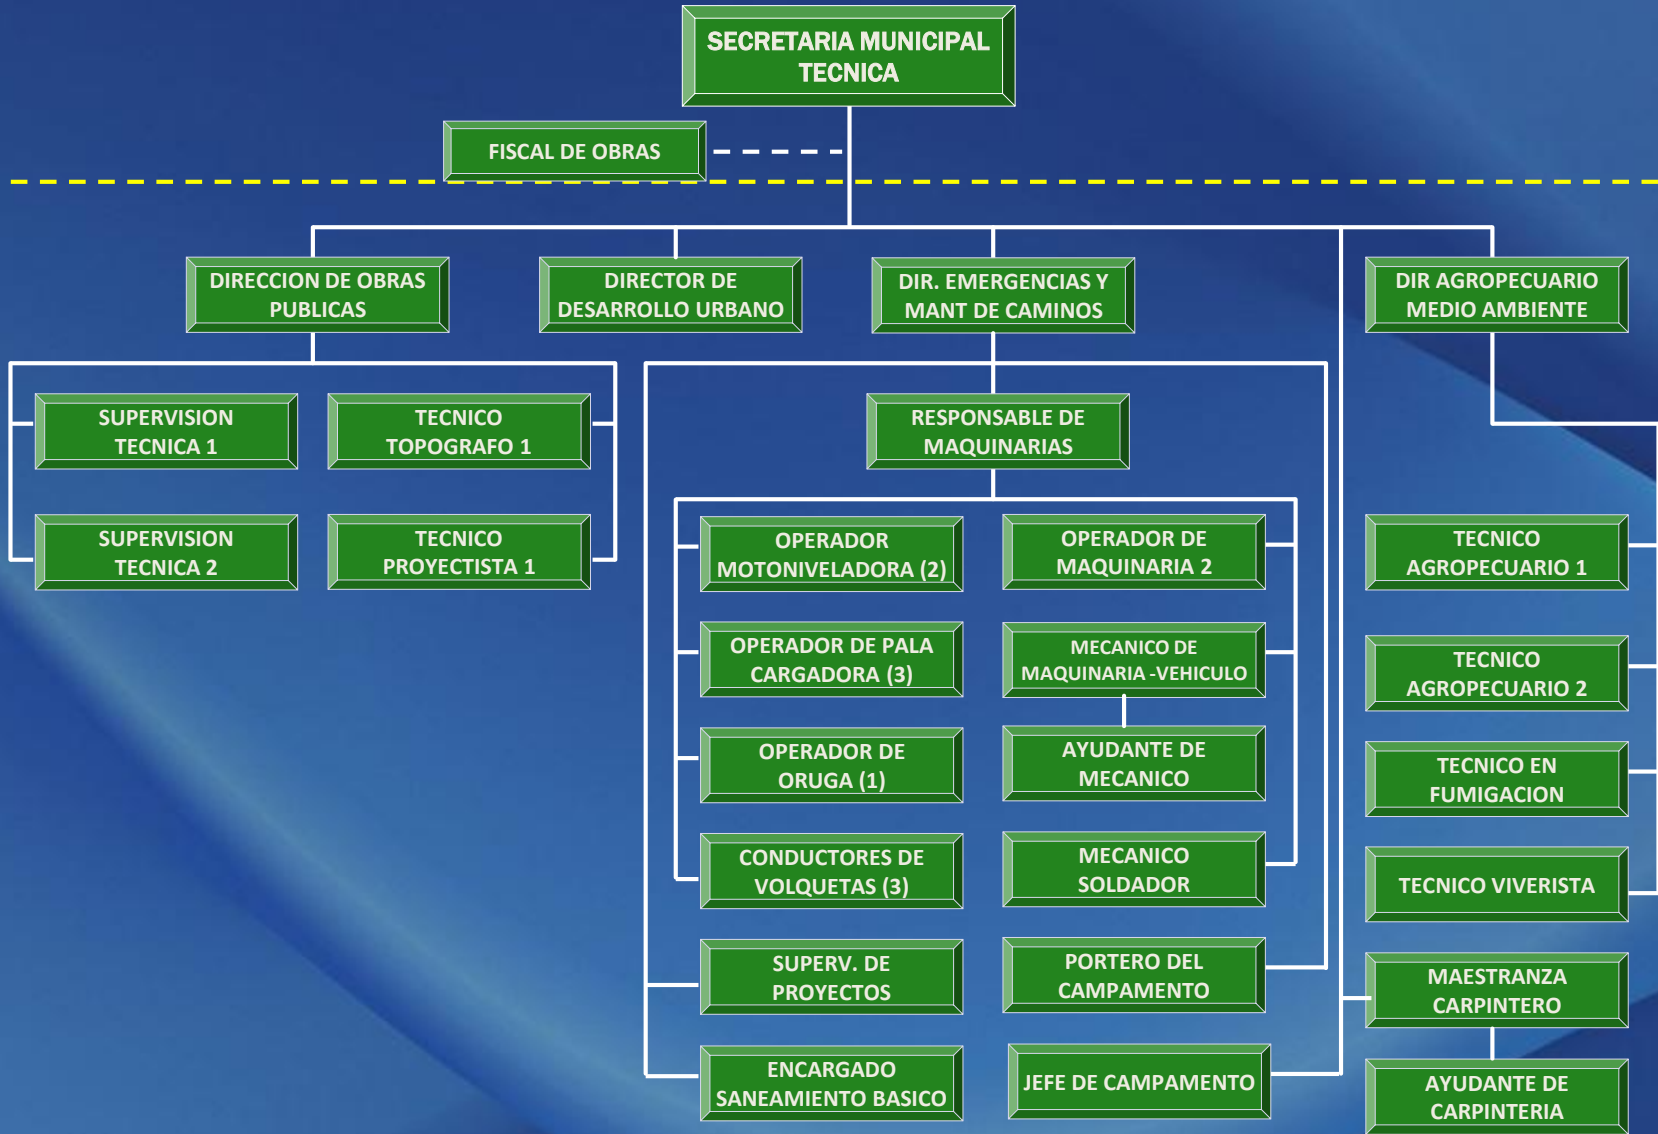 SECRETARIA MUNICIPAL
TECNICA
FISCAL DE OBRAS
DIRECCION DE OBRAS
PUBLICAS
DIRECTOR DE
DESARROLLO URBANO
DIR. EMERGENCIAS Y
MANT DE CAMINOS
DIR AGROPECUARIO
MEDIO AMBIENTE
SUPERVISION
TECNICA 1
TECNICO
TOPOGRAFO 1
RESPONSABLE DE
MAQUINARIAS
SUPERVISION
TECNICA 2
TECNICO
PROYECTISTA 1
OPERADOR
MOTONIVELADORA (2)
OPERADOR DE
MAQUINARIA 2
TECNICO
AGROPECUARIO 1
OPERADOR DE PALA
CARGADORA (3)
MECANICO DE
MAQUINARIA -VEHICULO
TECNICO
AGROPECUARIO 2
OPERADOR DE
ORUGA (1)
AYUDANTE DE
MECANICO
TECNICO EN
FUMIGACION
CONDUCTORES DE
VOLQUETAS (3)
MECANICO
SOLDADOR
TECNICO VIVERISTA
SUPERV. DE
PROYECTOS
PORTERO DEL
CAMPAMENTO
MAESTRANZA
CARPINTERO
ENCARGADO
SANEAMIENTO BASICO
JEFE DE CAMPAMENTO
AYUDANTE DE
CARPINTERIA